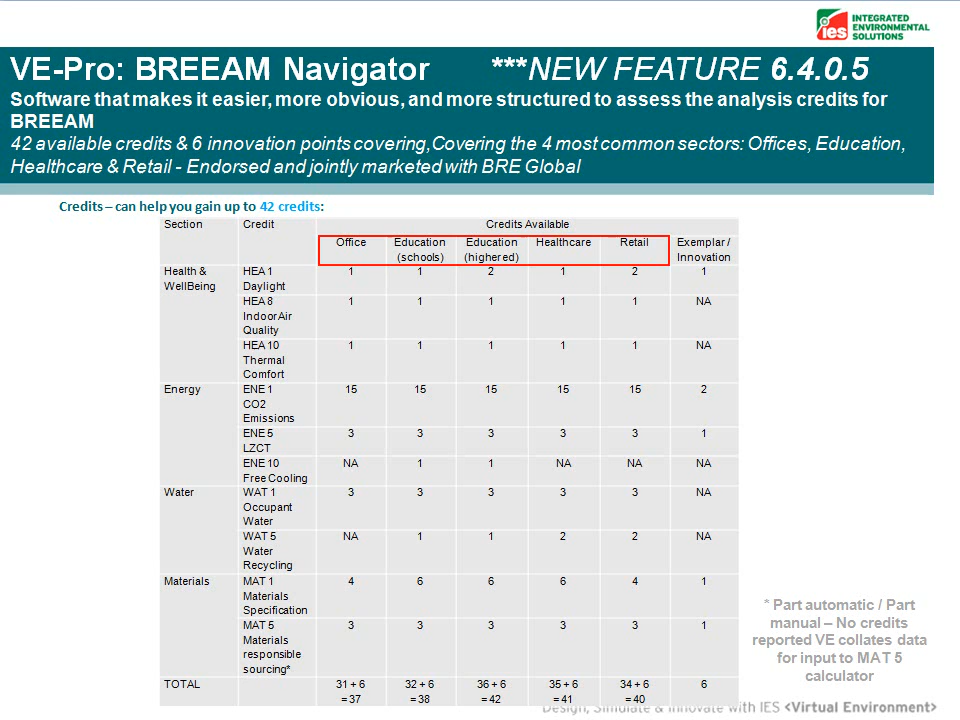 ies INTEGRATED
ENVIRONMENTAL
SOLUTIONS
VE-Pro: BREEAM Navigator ***NEW FEATURE 6.4.0.5
Software that makes it easier, more obvious, and more structured to assess the analysis credits for
BREEAM
42 available credits & 6 innovation points covering,Covering the 4 most common sectors: Offices, Education,
Healthcare & Retail - Endorsed and jointly marketed with BRE Global
Credits – can help you gain up to 42 credits:
Section Credit Credits Available
Office Education Education Healthcare Retail Exemplar /
(schools) (higher ed) Innovation
Health & HEA 1 1 1 2 1 2 1
WellBeing Daylight
HEA 8 1 1 1 1 1 NA
Indoor Air
Quality
HEA 10 1 1 1 1 1 NA
Thermal
Comfort
Energy ENE 1 15 15 15 15 15 2
CO2
Emissions
ENE 5 3 3 3 3 3 1
LZCT
ENE 10 NA 1 1 NA NA NA
Free Cooling
Water WAT 1 3 3 3 3 3 NA
Occupant
Water
WAT 5 NA 1 1 2 2 NA
Water
Recycling
Materials MAT 1 4 6 6 6 4 1
Materials
Specification
MAT 5 3 3 3 3 3 1
Materials
responsible
sourcing*
TOTAL 31 + 6 32 + 6 36 + 6 35 + 6 34 + 6 6
= 37 = 38 = 42 = 41 = 40
* Part automatic / Part
manual – No credits
reported VE collates data
for input to MAT 5
calculator
Design, Simulate & Innovate with IES <Virtual Environment>